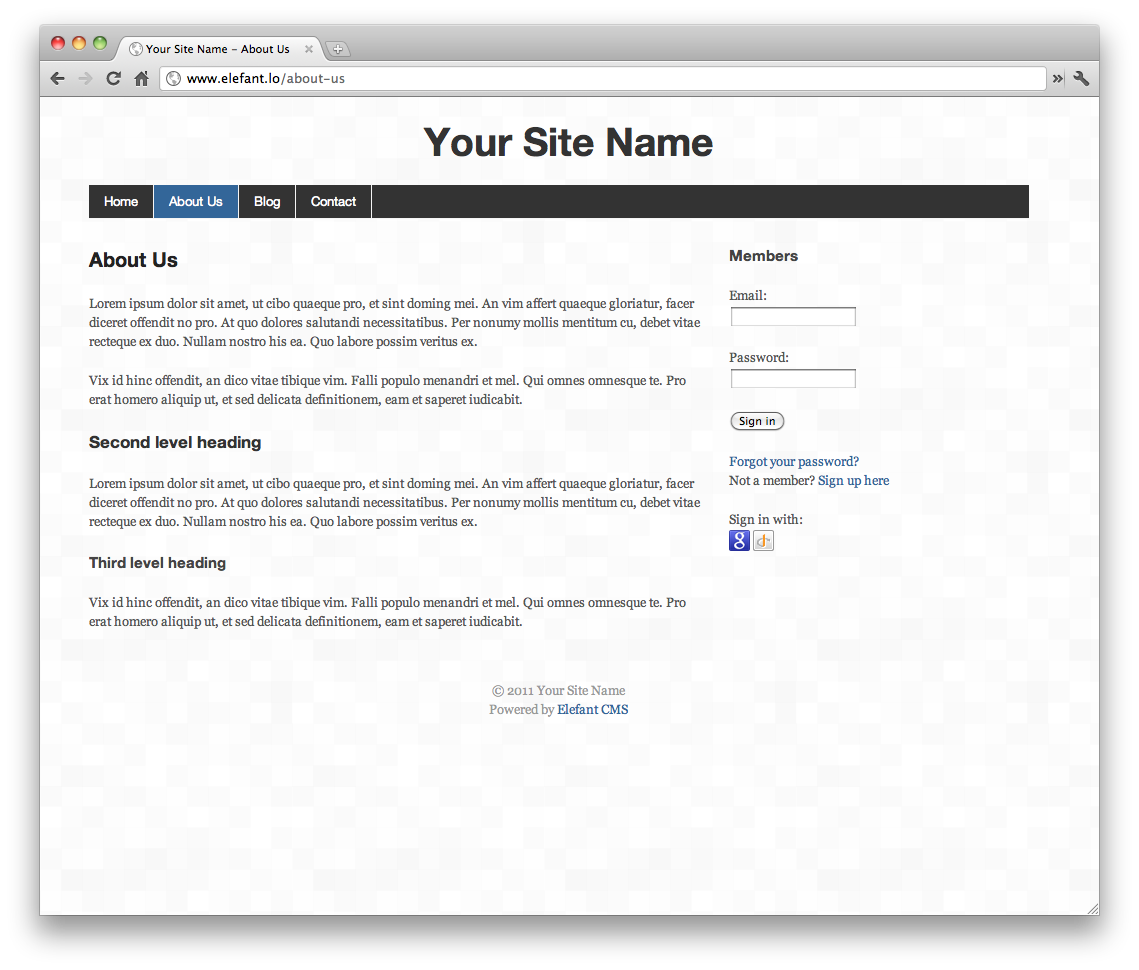 Your Site Name – About Us
www.elefant.lo/about-us
Your Site Name
Home About Us Blog Contact
About Us
Lorem ipsum dolor sit amet, ut cibo quaeque pro, et sint doming mei. An vim affert quaeque gloriatur, facer
diceret offendit no pro. At quo dolores salutandi necessitatibus. Per nonumy mollis mentitum cu, debet vitae
recteque ex duo. Nullam nostro his ea. Quo labore possim veritus ex.
Vix id hinc offendit, an dico vitae tibique vim. Falli populo menandri et mel. Qui omnes omnesque te. Pro
erat homero aliquip ut, et sed delicata definitionem, eam et saperet iudicabit.
Second level heading
Lorem ipsum dolor sit amet, ut cibo quaeque pro, et sint doming mei. An vim affert quaeque gloriatur, facer
diceret offendit no pro. At quo dolores salutandi necessitatibus. Per nonumy mollis mentitum cu, debet vitae
recteque ex duo. Nullam nostro his ea. Quo labore possim veritus ex.
Third level heading
Vix id hinc offendit, an dico vitae tibique vim. Falli populo menandri et mel. Qui omnes omnesque te. Pro
erat homero aliquip ut, et sed delicata definitionem, eam et saperet iudicabit.
Members
Email:
Password:
Sign in
Forgot your password?
Not a member? Sign up here
Sign in with:
g
© 2011 Your Site Name
Powered by Elefant CMS